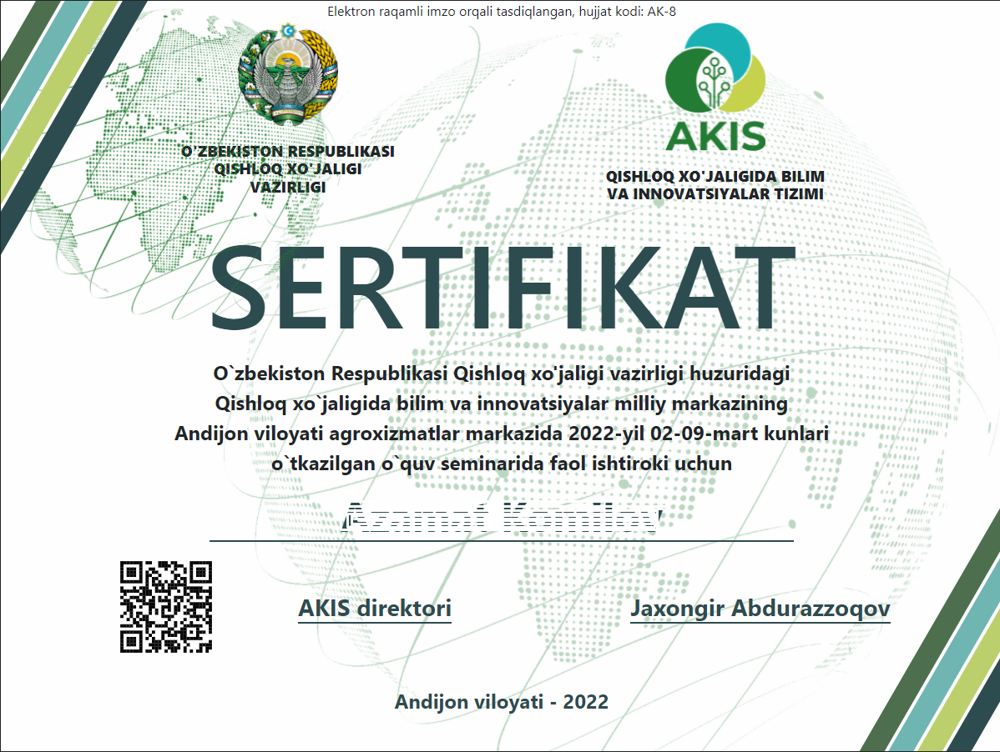 Elektron raqamli imzo orqali tasdiqlangan, hujjat kodi: AK-8
O'ZBEKISTON RESPUBLIKASI
QISHLOQ XO'JALIGI
VAZIRLIGI
AKIS
QISHLOQ XO'JALIGIDA BILIM
VA INNOVATSIYALAR TIZIMI
SERTIFIKAT
O`zbekiston Respublikasi Qishloq xo'jaligi vazirligi huzuridagi
Qishloq xo`jaligida bilim va innovatsiyalar milliy markazining
Andijon viloyati agroxizmatlar markazida 2022-yil 02-09-mart kunlari
o`tkazilgan o`quv seminarida faol ishtiroki uchun
Azamat Komilov
AKIS direktori
Jaxongir Abdurazzoqov
Andijon viloyati - 2022